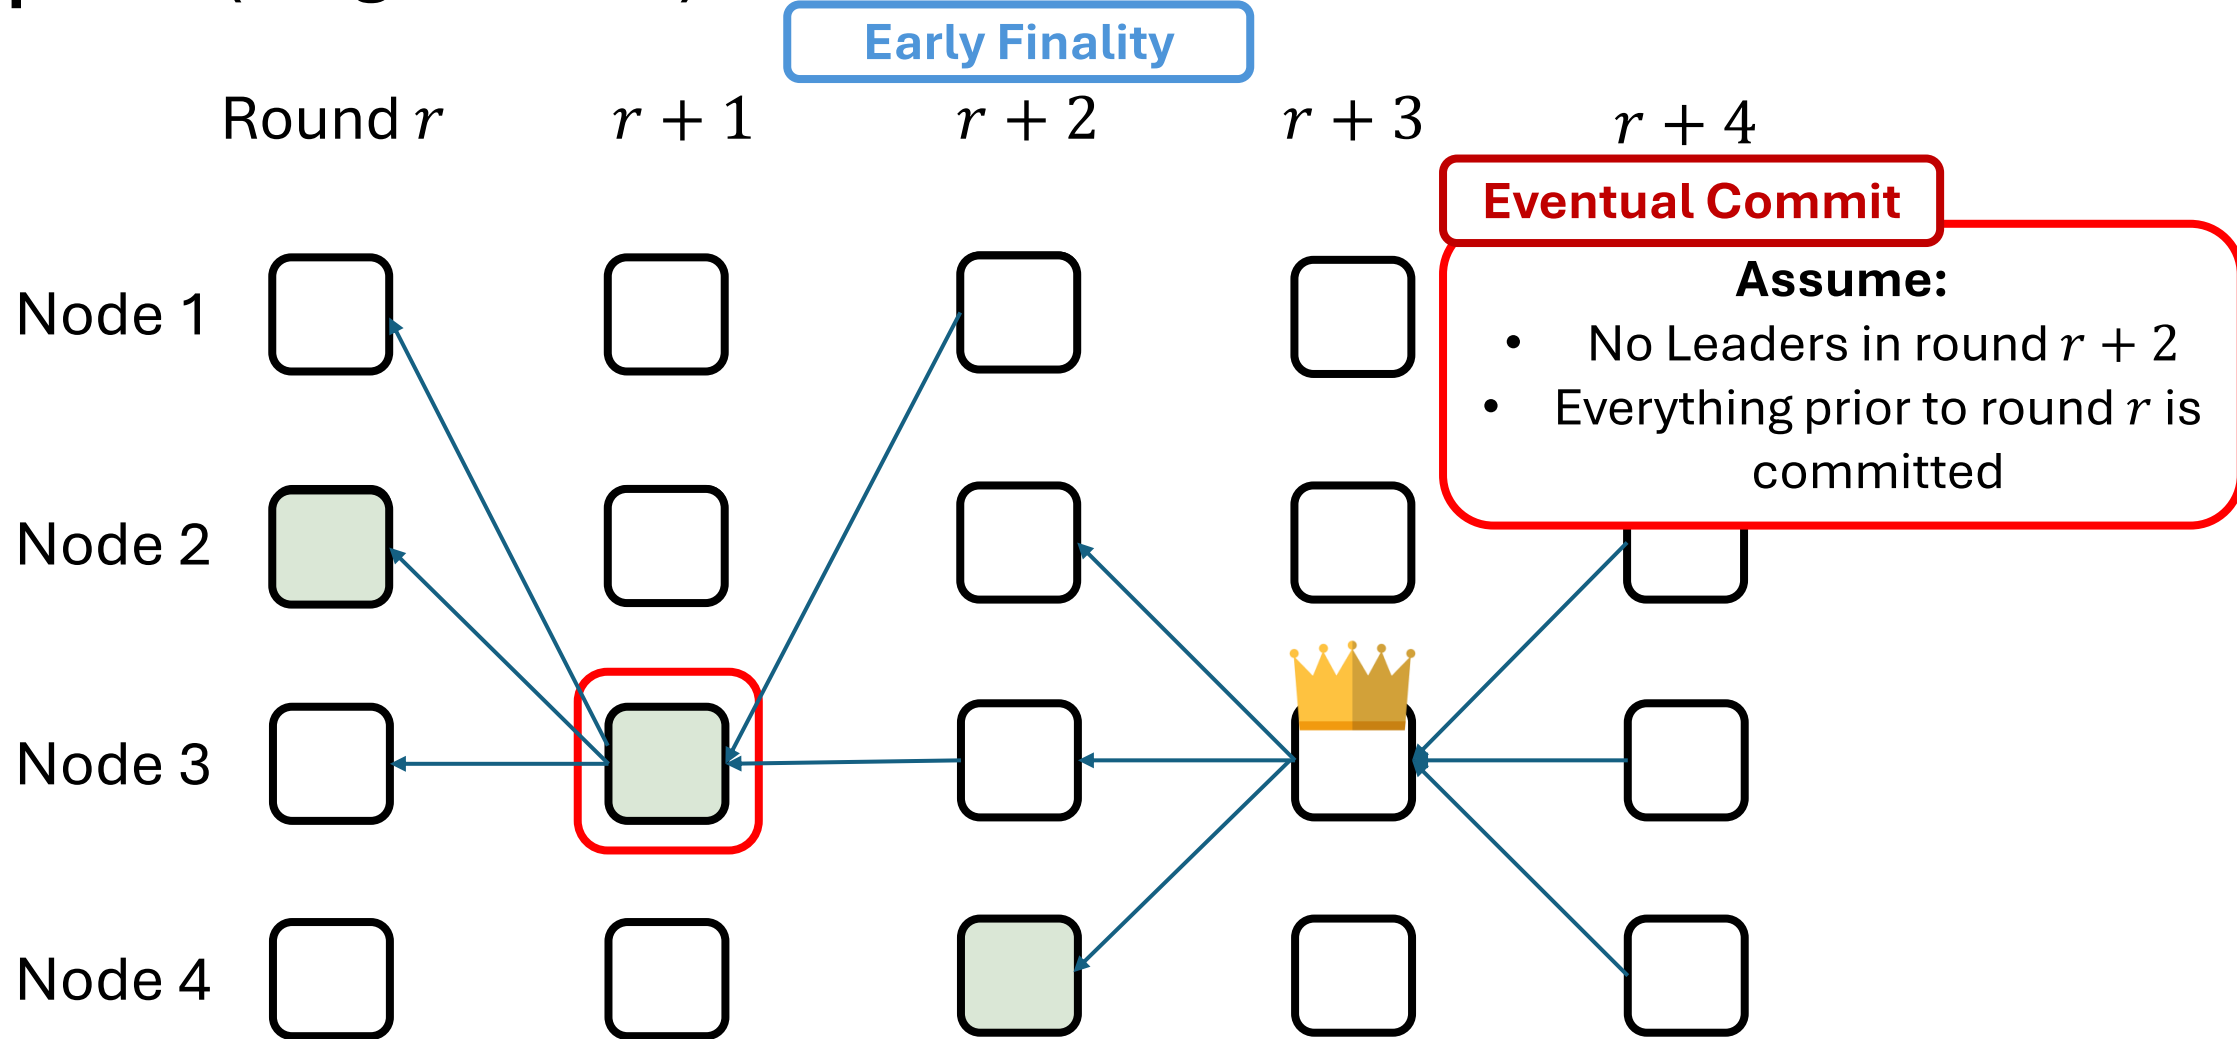 Early Finality
Round r
r + 1
r + 2
r + 3
r + 4
Eventual Commit
Assume:
• No Leaders in round r + 2
• Everything prior to round r is
committed
Node 1
Node 2
Node 3
Node 4